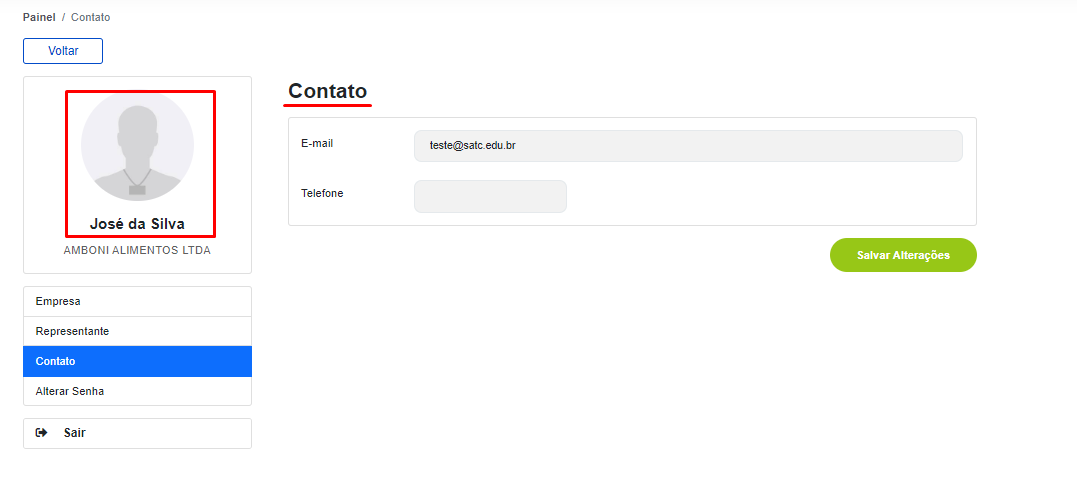 Painel / Contato
Voltar
José da Silva
AMBONI ALIMENTOS LTDA
Empresa
Representante
Contato
Alterar Senha
Sair
Contato
E-mail
teste@satc.edu.br
Telefone
Salvar Alterações